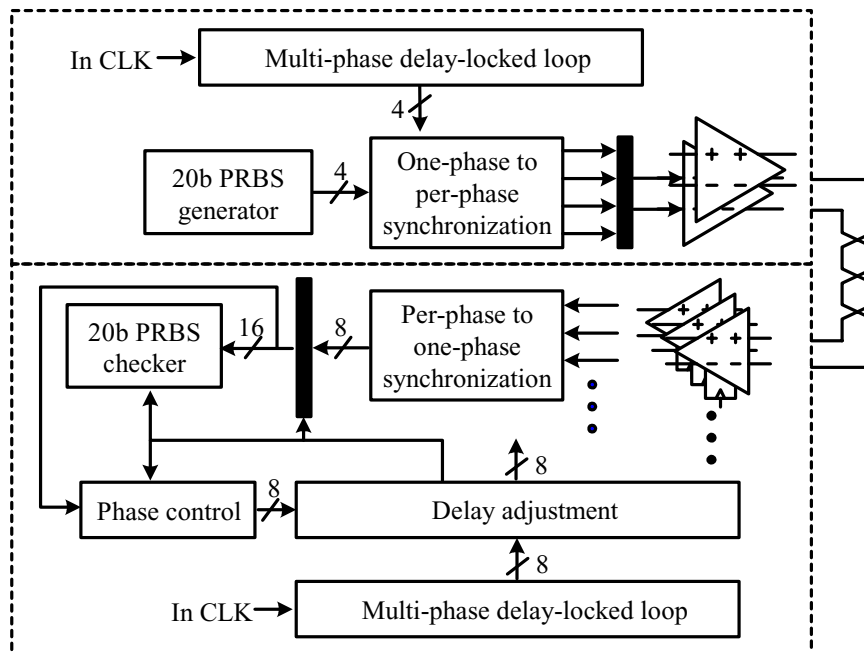 In CLK
Multi-phase delay-locked loop
4
20b PRBS
generator
4
One-phase to
per-phase
synchronization
+ +
− −
20b PRBS
checker
16
8
Per-phase to
one-phase
synchronization
+ +
+ +
− −
Phase control
8
Delay adjustment
8
8
In CLK
Multi-phase delay-locked loop